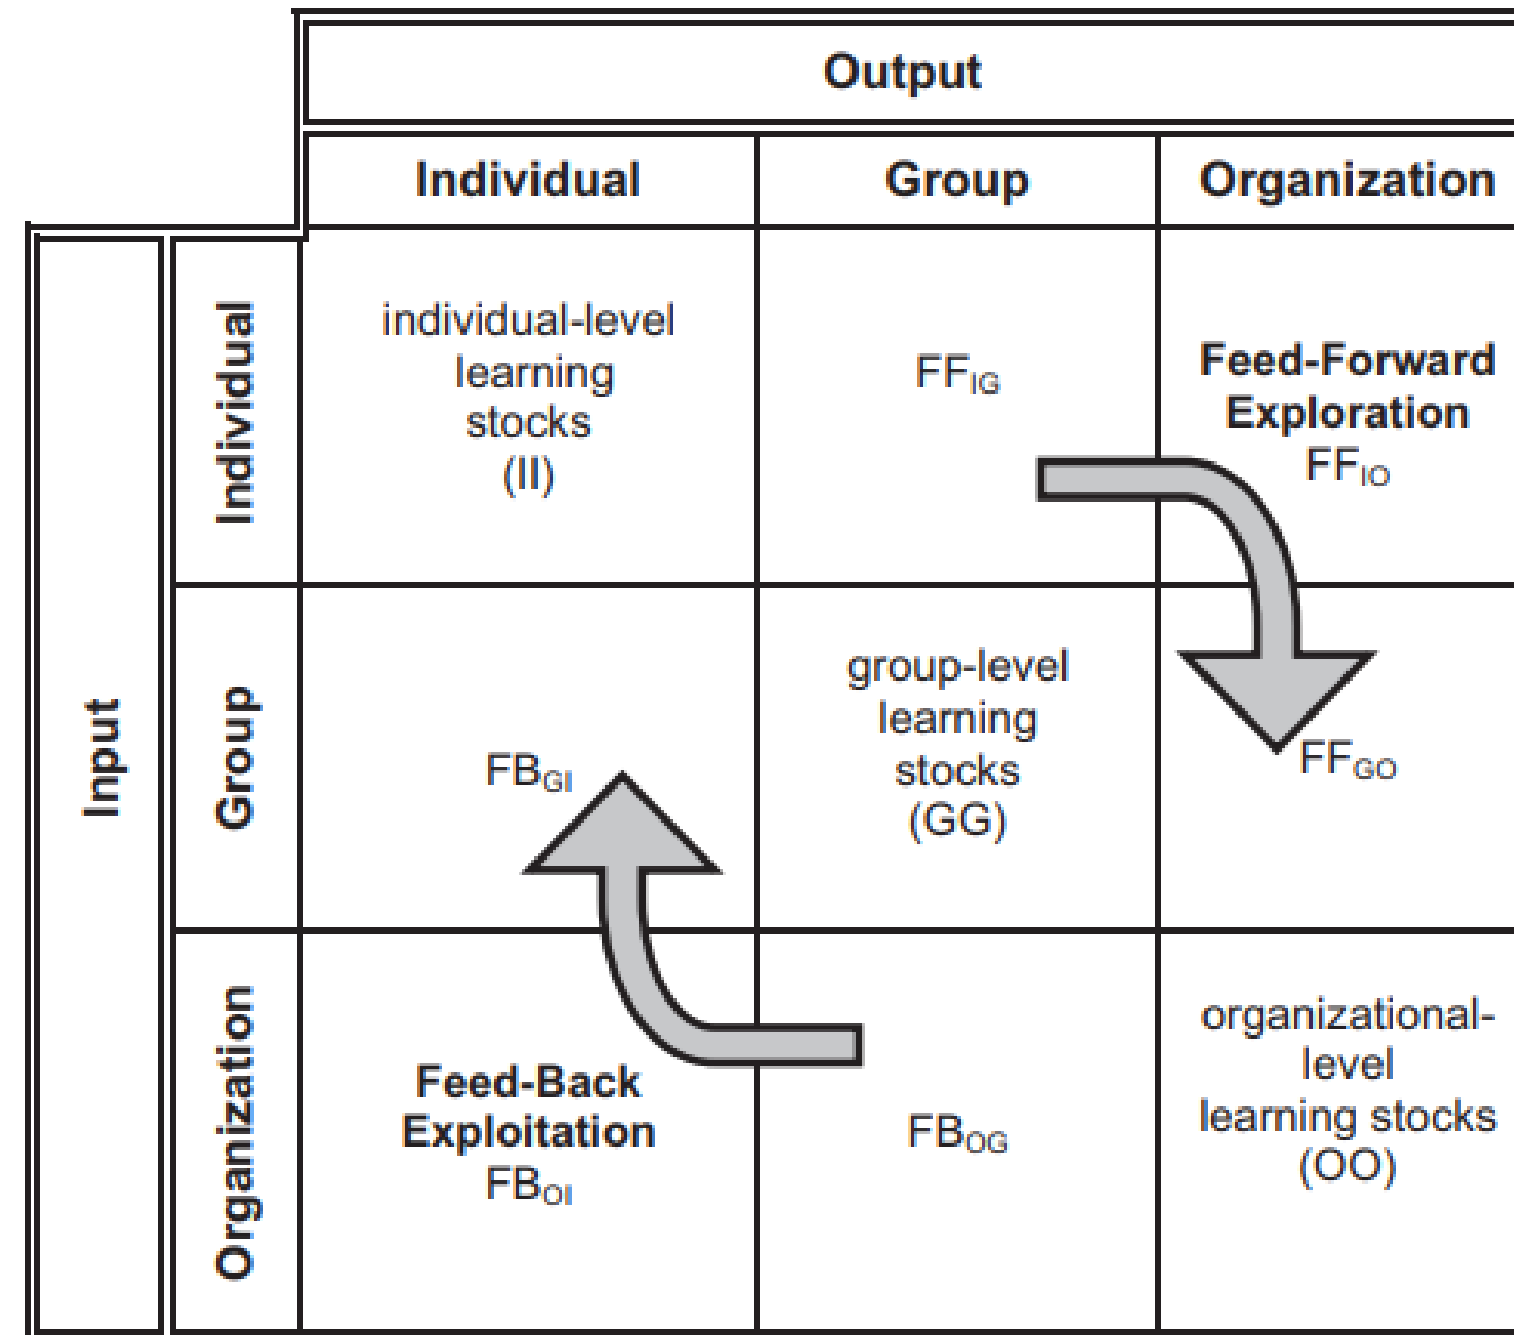 Output
Individual
Group
Organization
Input
Individual
individual-level
learning
stocks
(II)
FFIG
Feed-Forward
Exploration
FFIO
Group
FBGI
group-level
learning
stocks
(GG)
FFGO
Organization
Feed-Back
Exploitation
FBOI
FBOG
organizational-
level
learning stocks
(OO)